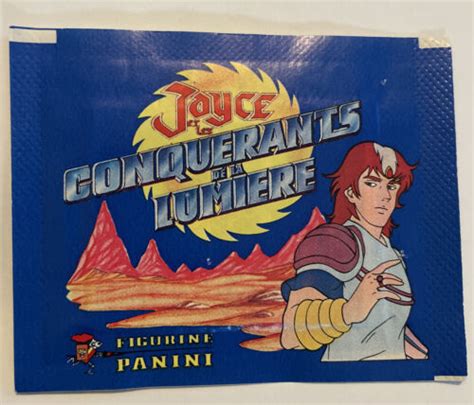 Jayce
et les
CONQUERANTS
DE LA
LUMIERE
FIGURINE
PANINI